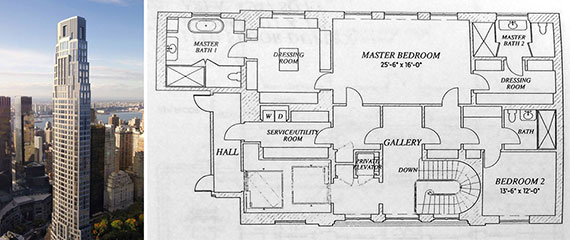 MASTER
BATH 1
DRESSING
ROOM
MASTER BEDROOM
25'-6" x 16'-0"
MASTER
BATH 2
DRESSING
ROOM
W D
SERVICE/UTILITY
ROOM
BATH
HALL
PRIVATE
ELEVATOR
GALLERY
DOWN
BEDROOM 2
13'-6" x 12'-0"